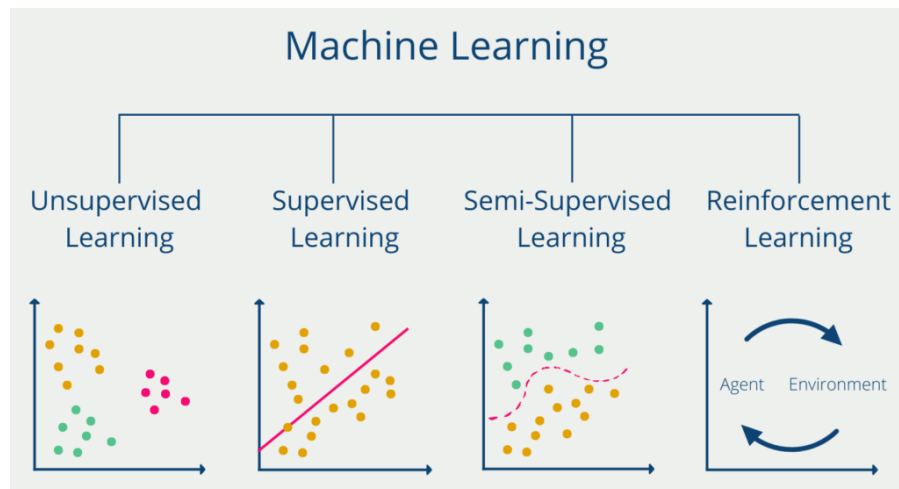 Machine Learning
Unsupervised
Learning
Supervised
Learning
Semi-Supervised
Learning
Reinforcement
Learning
Agent
Environment